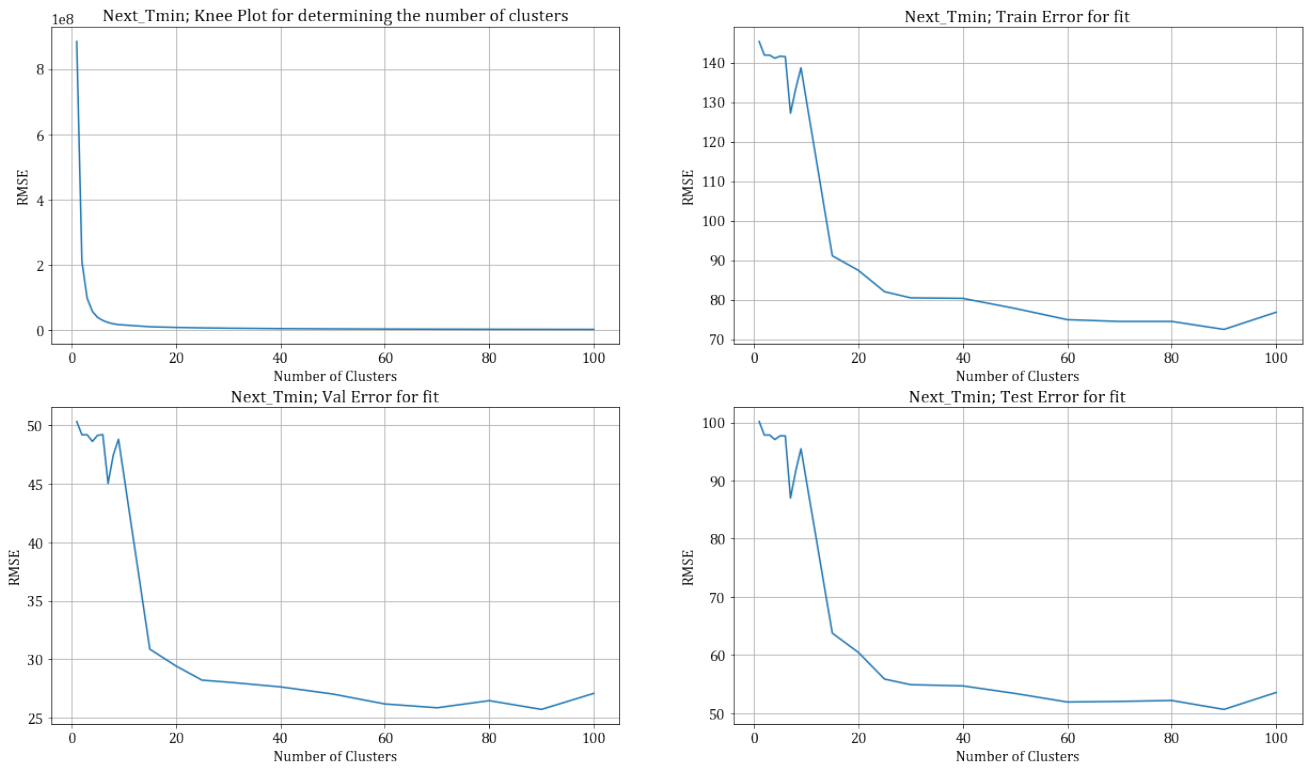 Next_Tmin; Knee Plot for determining the number of clusters
1e8
8
6
4
2
0
RMSE
0 20 40 60 80 100
Number of Clusters
Next_Tmin; Train Error for fit
140
130
120
110
100
90
80
70
RMSE
0 20 40 60 80 100
Number of Clusters
Next_Tmin; Val Error for fit
50
45
40
35
30
25
RMSE
0 20 40 60 80 100
Number of Clusters
Next_Tmin; Test Error for fit
100
90
80
70
60
50
RMSE
0 20 40 60 80 100
Number of Clusters